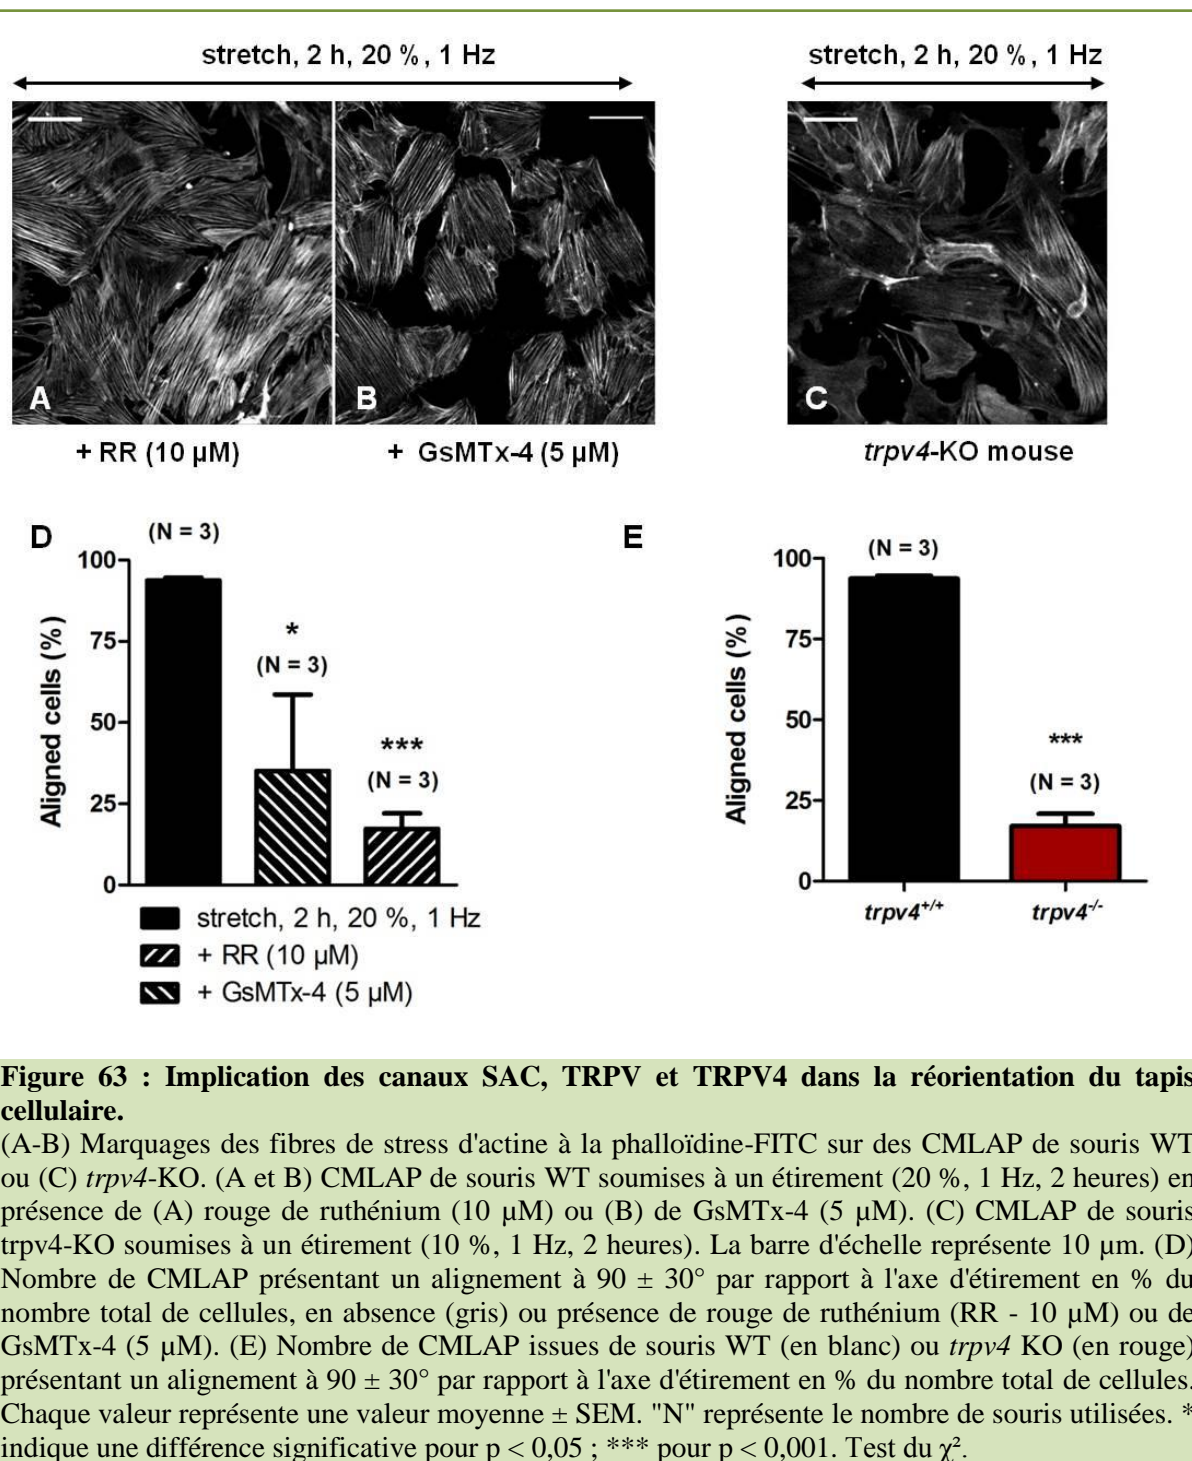 stretch, 2 h, 20 %, 1 Hz
stretch, 2 h, 20 %, 1 Hz
A
B
C
+ RR (10 µM)
+ GsMTx-4 (5 µM)
trpv4-KO mouse
D
(N = 3)
100
75
50
25
0
Aligned cells (%)
*
(N = 3)
***
(N = 3)
stretch, 2 h, 20 %, 1 Hz
+ RR (10 µM)
+ GsMTx-4 (5 µM)
E
(N = 3)
100
75
50
25
0
Aligned cells (%)
***
(N = 3)
trpv4+/+
trpv4-/-
Figure 63 : Implication des canaux SAC, TRPV et TRPV4 dans la réorientation du tapis
cellulaire.
(A-B) Marquages des fibres de stress d'actine à la phalloïdine-FITC sur des CMLAP de souris WT
ou (C) trpv4-KO. (A et B) CMLAP de souris WT soumises à un étirement (20 %, 1 Hz, 2 heures) en
présence de (A) rouge de ruthénium (10 µM) ou (B) de GsMTx-4 (5 µM). (C) CMLAP de souris
trpv4-KO soumises à un étirement (10 %, 1 Hz, 2 heures). La barre d'échelle représente 10 µm. (D)
Nombre de CMLAP présentant un alignement à 90 ± 30° par rapport à l'axe d'étirement en % du
nombre total de cellules, en absence (gris) ou présence de rouge de ruthénium (RR - 10 µM) ou de
GsMTx-4 (5 µM). (E) Nombre de CMLAP issues de souris WT (en blanc) ou trpv4 KO (en rouge)
présentant un alignement à 90 ± 30° par rapport à l'axe d'étirement en % du nombre total de cellules.
Chaque valeur représente une valeur moyenne ± SEM. "N" représente le nombre de souris utilisées. *
indique une différence significative pour p < 0,05 ; *** pour p < 0,001. Test du χ².